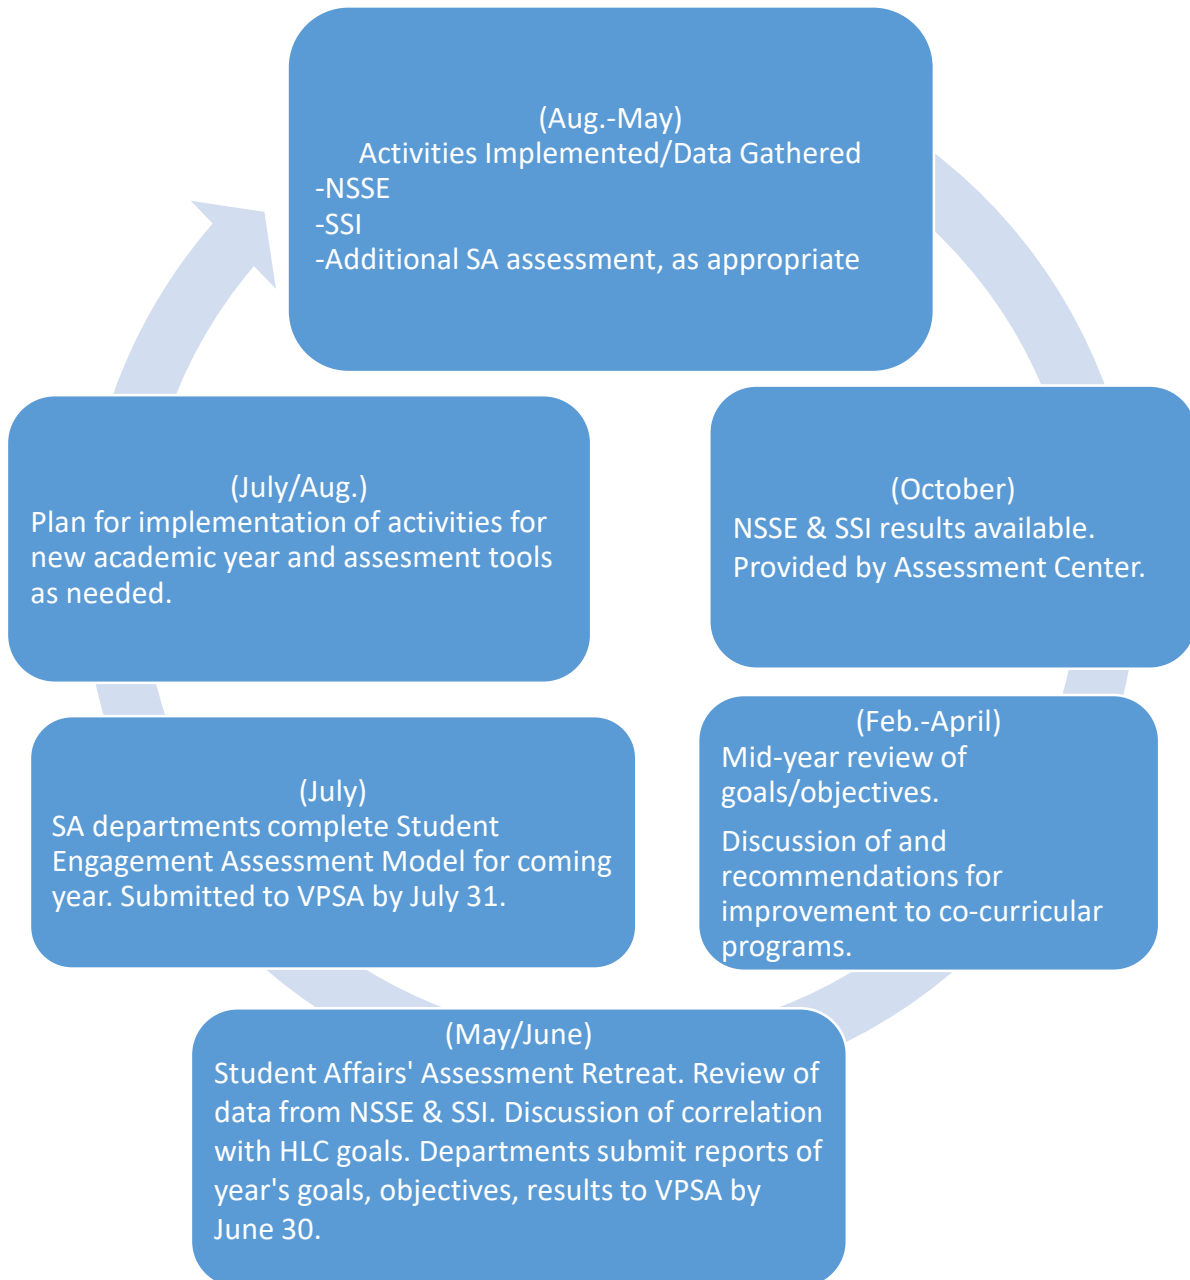 (Aug.-May)
Activities Implemented/Data Gathered
-NSSE
-SSI
-Additional SA assessment, as appropriate
(October)
NSSE & SSI results available.
Provided by Assessment Center.
(Feb.-April)
Mid-year review of
goals/objectives.
Discussion of and
recommendations for
improvement to co-curricular
programs.
(May/June)
Student Affairs' Assessment Retreat. Review of
data from NSSE & SSI. Discussion of correlation
with HLC goals. Departments submit reports of
year's goals, objectives, results to VPSA by
June 30.
(July)
SA departments complete Student
Engagement Assessment Model for coming
year. Submitted to VPSA by July 31.
(July/Aug.)
Plan for implementation of activities for
new academic year and assesment tools
as needed.